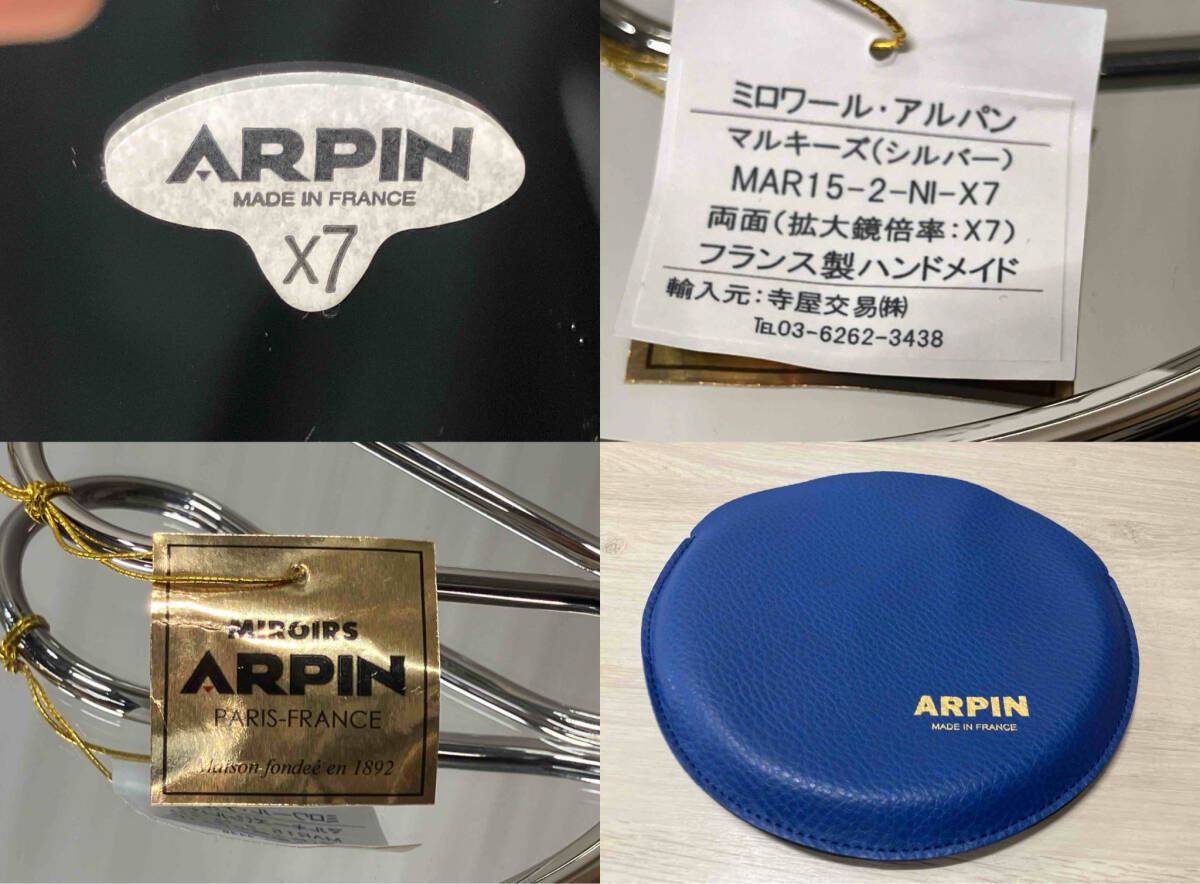 ARPIN
MADE IN FRANCE
X7
ミロワール・アルパン
マルキーズ(シルバー)
MAR15-2-NI-X7
両面(拡大鏡倍率:X7)
フランス製ハンドメイド
輸入元:寺屋交易㈱
℡03-6262-3438
MIROIRS
ARPIN
PARIS-FRANCE
Maison fondeé en 1892
ARPIN
MADE IN FRANCE